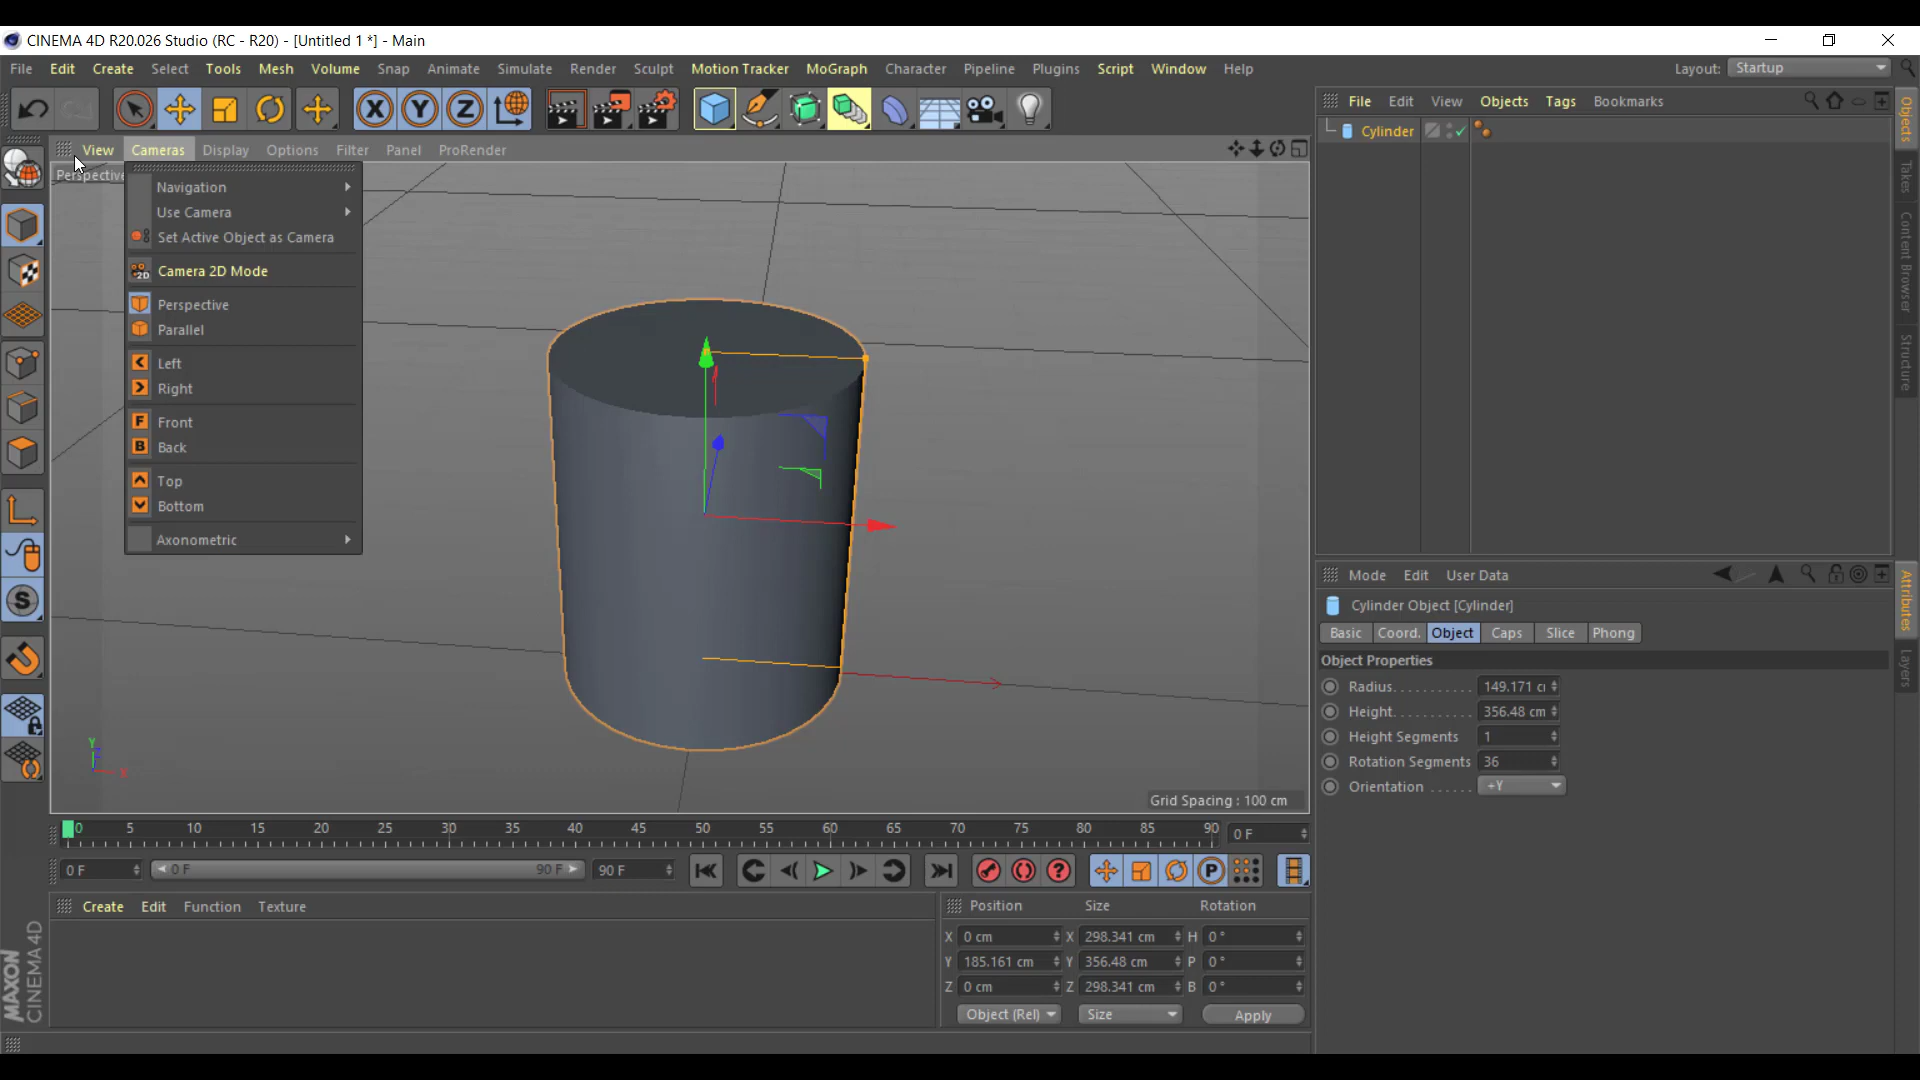 CINEMA 4D R20.026 Studio (RC - R20) - [Untitled 1 *] - Main
File Edit Create Select Tools Mesh Volume Snap Animate Simulate Render Sculpt Motion Tracker MoGraph Character Pipeline Plugins Script Window Help Layout: Startup
X Y Z
File Edit View Objects Tags Bookmarks
Cylinder
View Cameras Display Options Filter Panel ProRender
Perspective
Navigation
Use Camera
Set Active Object as Camera
2D Camera 2D Mode
Perspective
Parallel
Left
Right
F Front
B Back
Top
Bottom
Axonometric
S
Y
Z
X
Grid Spacing : 100 cm
Objects
Takes
Content Browser
Structure
Mode Edit User Data
Cylinder Object [Cylinder]
Basic Coord. Object Caps Slice Phong
Object Properties
Radius. . . . . . . . . . . 149.171 c
Height. . . . . . . . . . . 356.48 cm
Height Segments 1
Rotation Segments 36
Orientation . . . . . . +Y
Attributes
Layers
0 5 10 15 20 25 30 35 40 45 50 55 60 65 70 75 80 85 90 0 F
0 F 0 F 90 F 90 F P
Create Edit Function Texture
Position Size Rotation
X 0 cm X 298.341 cm H 0 °
Y 185.161 cm Y 356.48 cm P 0 °
Z 0 cm Z 298.341 cm B 0 °
Object (Rel) Size Apply
MAXON
CINEMA 4D